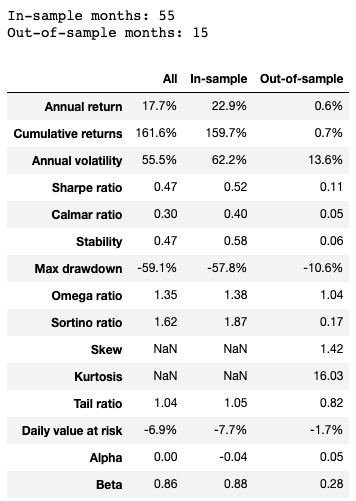 In-sample months: 55
Out-of-sample months: 15
All In-sample Out-of-sample
Annual return 17.7% 22.9% 0.6%
Cumulative returns 161.6% 159.7% 0.7%
Annual volatility 55.5% 62.2% 13.6%
Sharpe ratio 0.47 0.52 0.11
Calmar ratio 0.30 0.40 0.05
Stability 0.47 0.58 0.06
Max drawdown -59.1% -57.8% -10.6%
Omega ratio 1.35 1.38 1.04
Sortino ratio 1.62 1.87 0.17
Skew NaN NaN 1.42
Kurtosis NaN NaN 16.03
Tail ratio 1.04 1.05 0.82
Daily value at risk -6.9% -7.7% -1.7%
Alpha 0.00 -0.04 0.05
Beta 0.86 0.88 0.28